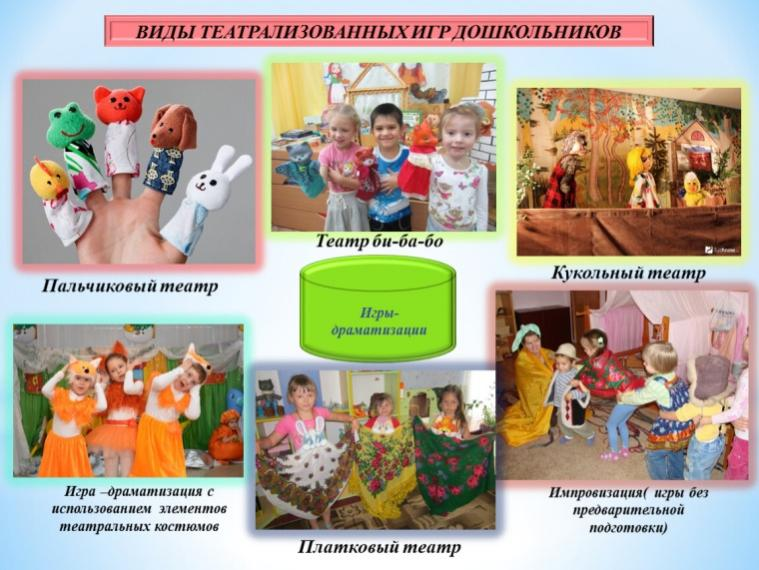 ВИДЫ ТЕАТРАЛИЗОВАННЫХ ИГР ДОШКОЛЬНИКОВ
Театр би-ба-бо
Пальчиковый театр
Кукольный театр
Игры-
драматизации
Игра –драматизация с
использованием элементов
театральных костюмов
Импровизация( игры без
предварительной
подготовки)
Платковый театр